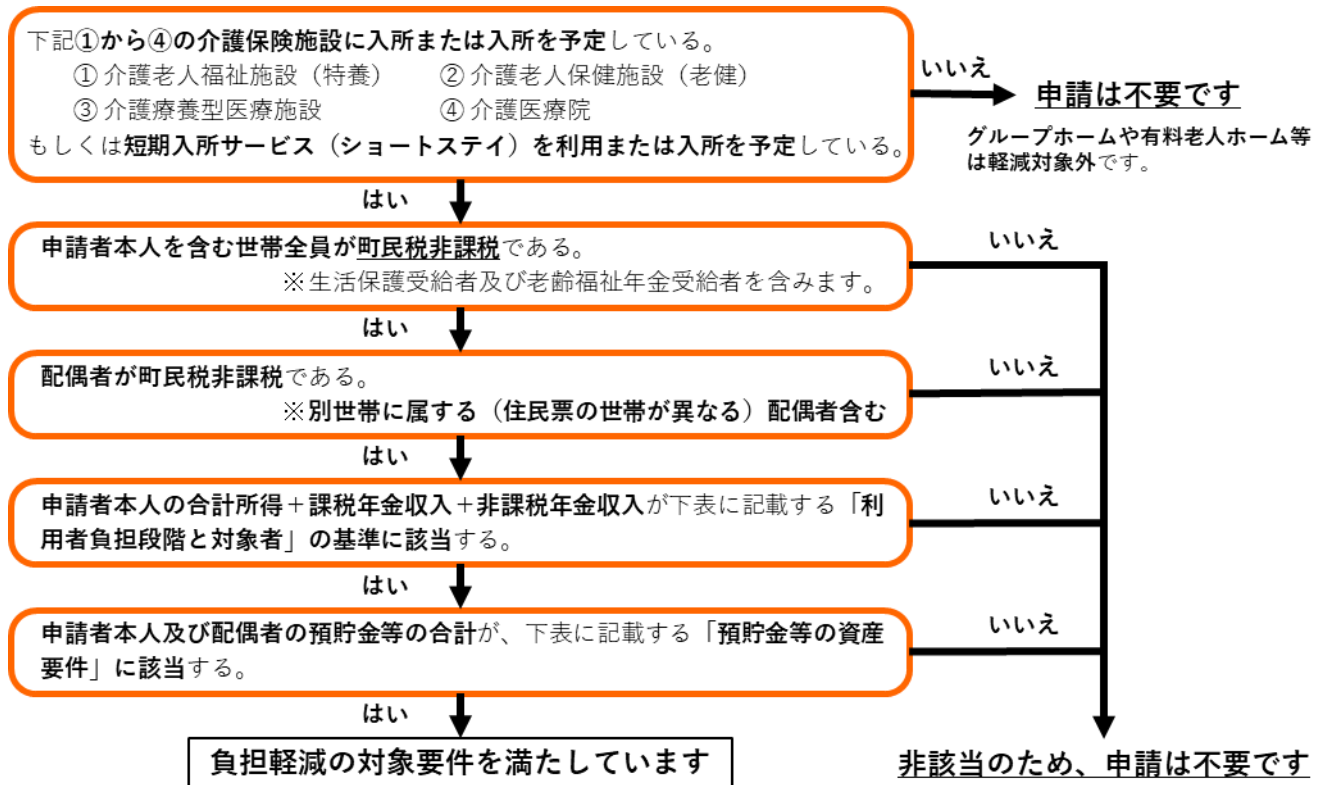 下記①から④の介護保険施設に入所または入所を予定している。
① 介護老人福祉施設（特養） ② 介護老人保健施設（老健）
③ 介護療養型医療施設 ④ 介護医療院
もしくは短期入所サービス（ショートステイ）を利用または入所を予定している。
いいえ
申請は不要です
グループホームや有料老人ホーム等
は軽減対象外です。
はい
申請者本人を含む世帯全員が町民税非課税である。
※生活保護受給者及び老齢福祉年金受給者を含みます。
いいえ
はい
配偶者が町民税非課税である。
※別世帯に属する（住民票の世帯が異なる）配偶者含む
いいえ
はい
申請者本人の合計所得＋課税年金収入＋非課税年金収入が下表に記載する「利
用者負担段階と対象者」の基準に該当する。
いいえ
はい
申請者本人及び配偶者の預貯金等の合計が、下表に記載する「預貯金等の資産
要件」に該当する。
いいえ
はい
負担軽減の対象要件を満たしています
非該当のため、申請は不要です